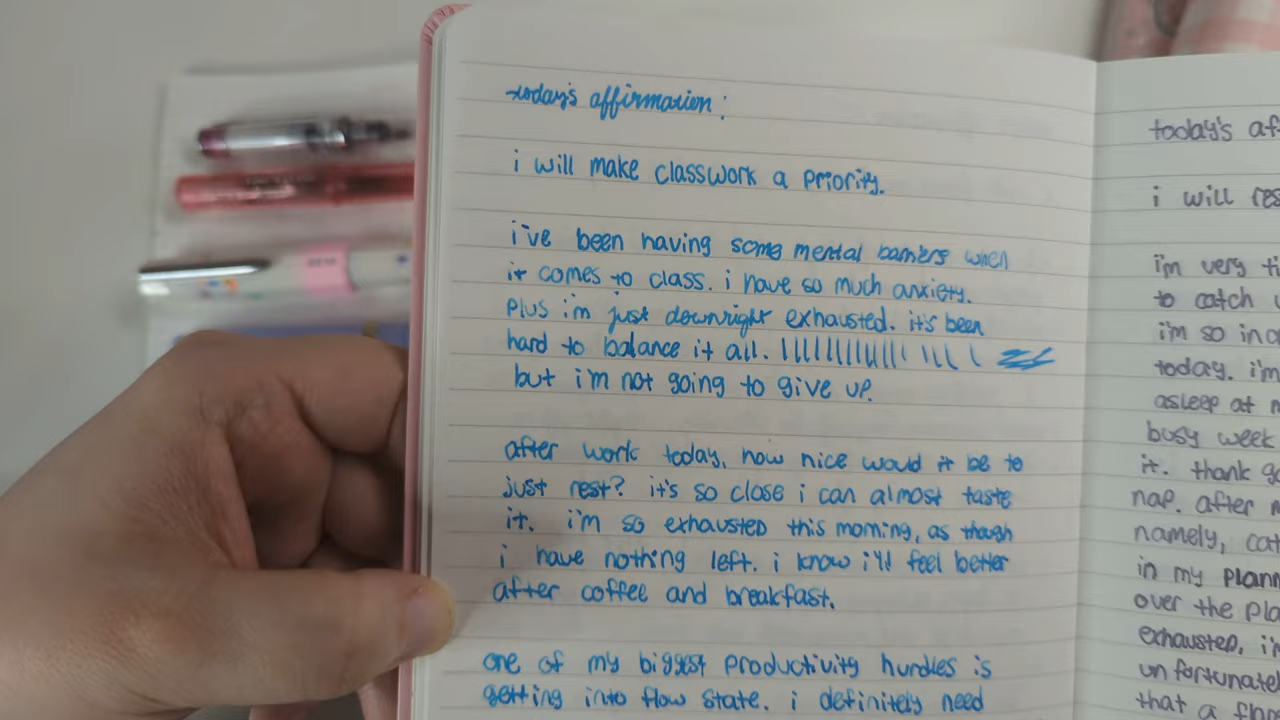 today's affirmation:
i will make classwork a priority.
i've been having some mental barriers when
it comes to class. i have so much anxiety.
plus i'm just downright exhausted. it's been
hard to balance it all.
but i'm not going to give up.
after work today, how nice would it be to
just rest? it's so close i can almost taste
it. i'm so exhausted this morning, as though
i have nothing left. i know i'll feel better
after coffee and breakfast.
one of my biggest productivity hurdles is
getting into flow state. i definitely need
today's af
i will res
i'm very ti
to catch
i'm so in a
today. i'm
asleep at
busy week
it. thank go
nap. after
namely, cat
in my plann
over the pla
exhausted, i'
unfortunatel
that a